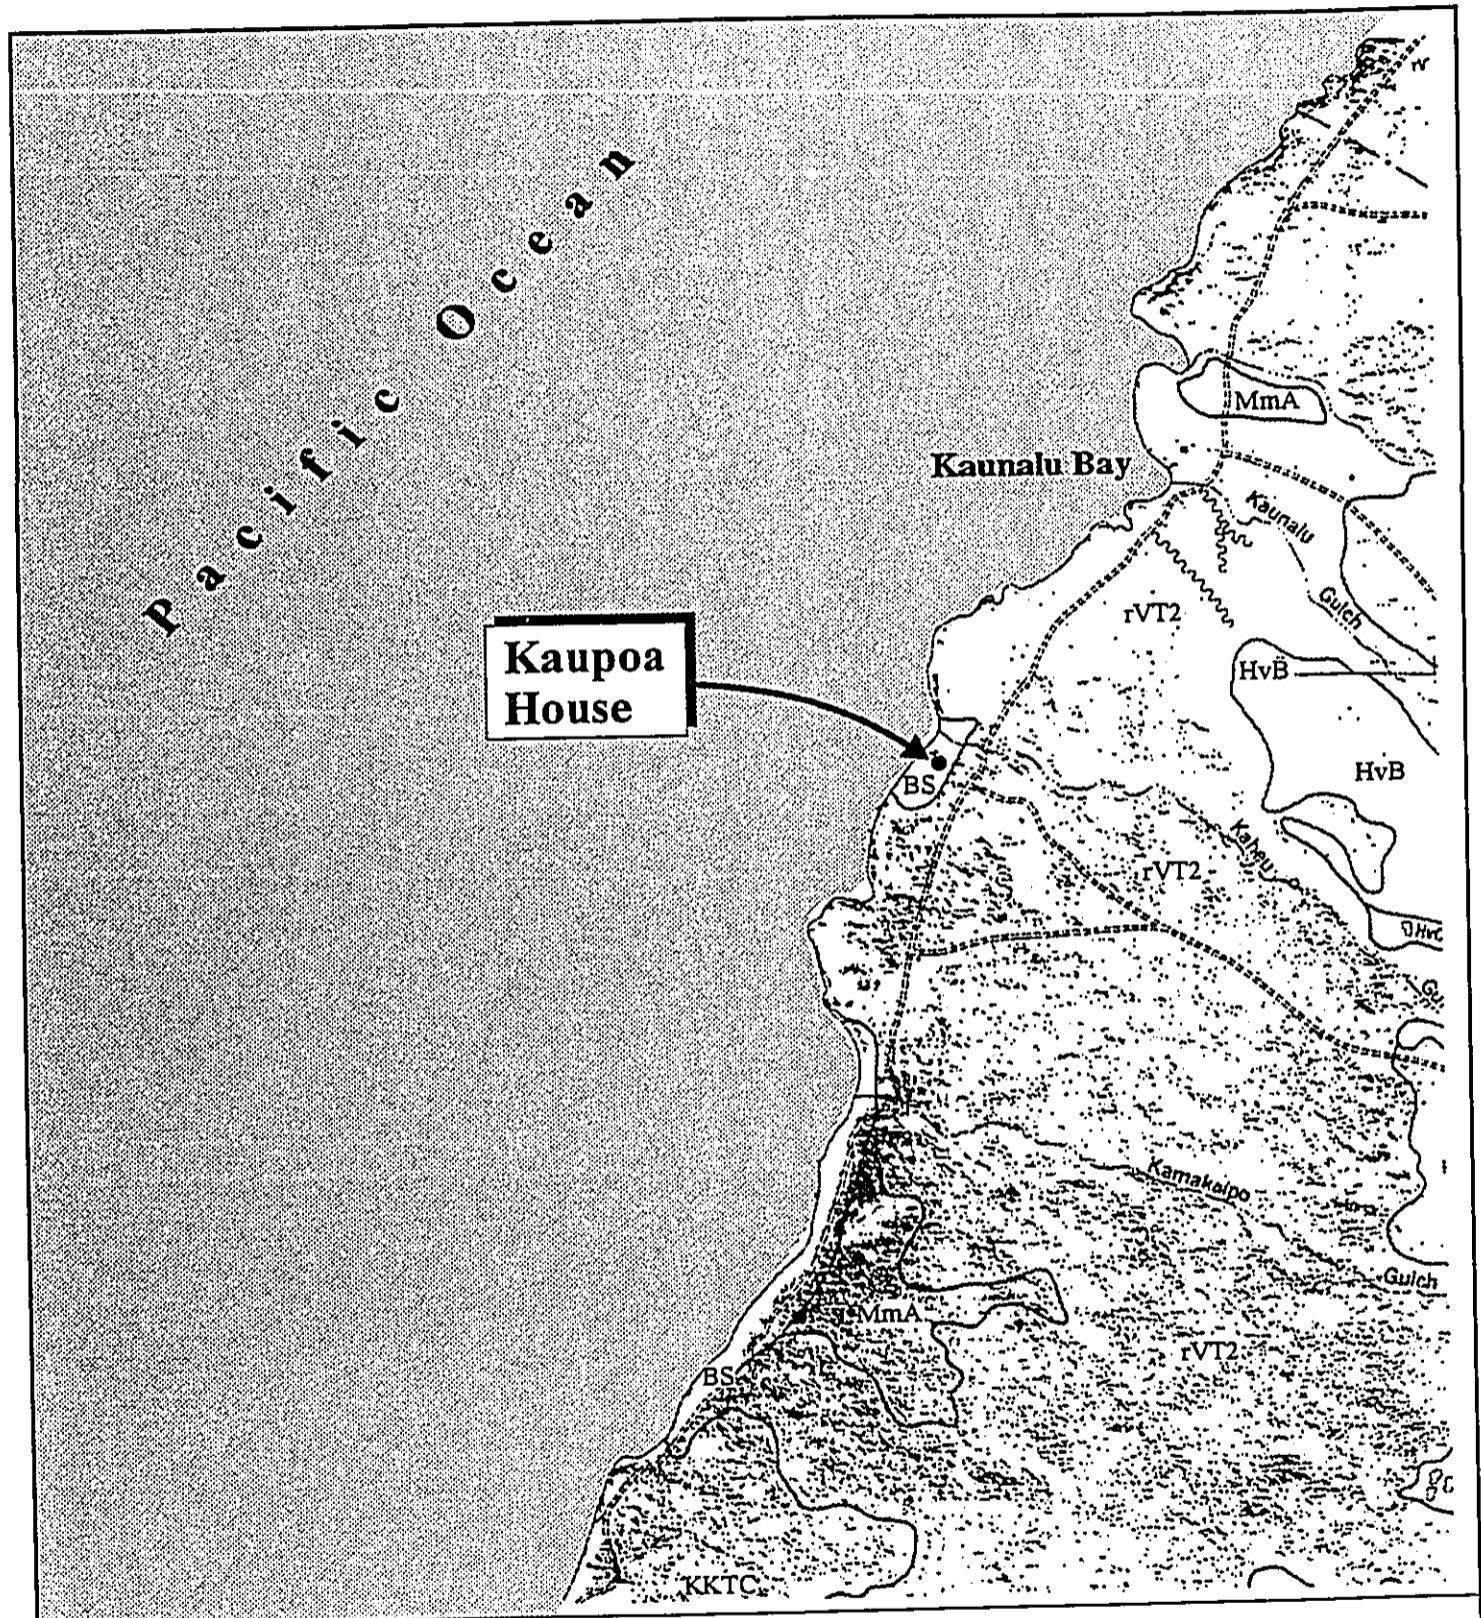 rV
Pacific Ocean
MmA
Kaunalu Bay
Kaunalu
Gulch
rVT2
Kaupoa
House
HvB
HvB
BS
rVT2
Gulch
Kamakaipo
MmA
rVT2
BS
KKTC